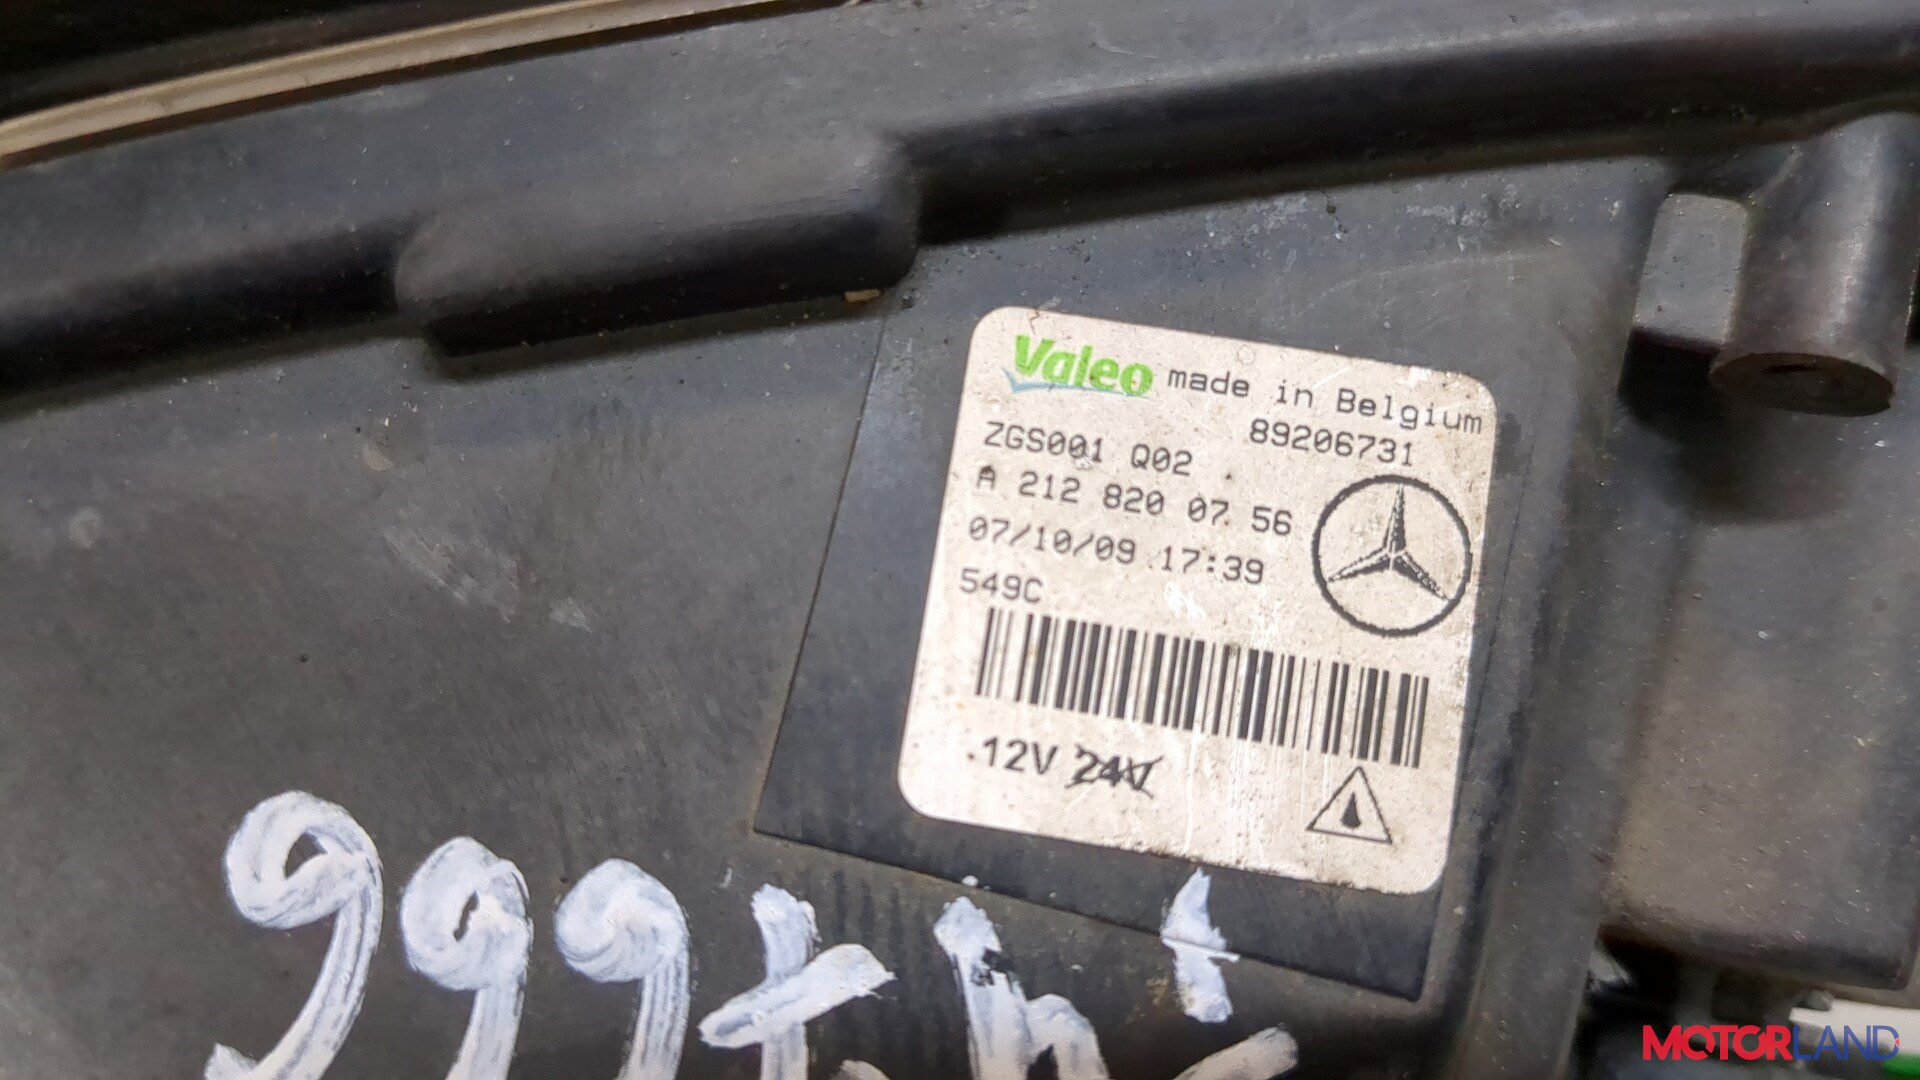 Valeo made in Belgium
89206731
ZGS001 Q02
A 212 820 07 56
07/10/09 17:39
549C
12V 24V
MOTORLAND